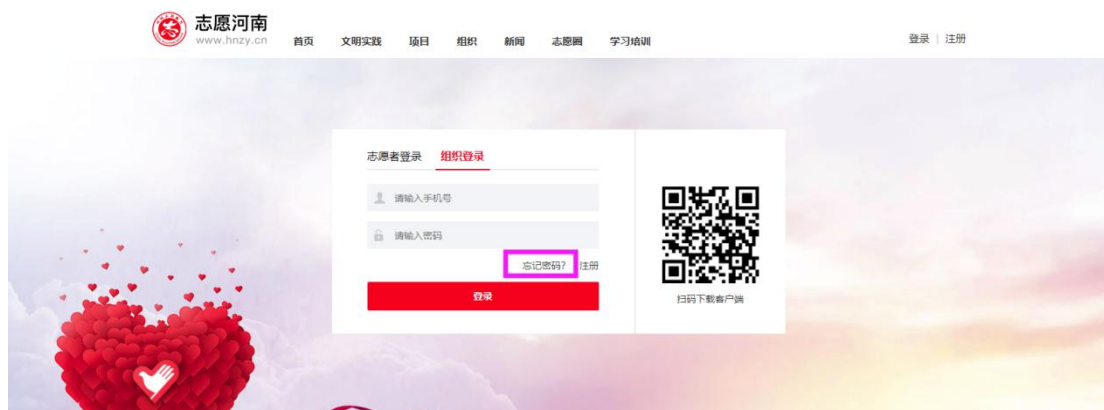 志愿河南
www.hnzy.cn
首页 文明实践 项目 组织 新闻 志愿圈 学习培训
登录 | 注册
志愿者登录 组织登录
请输入手机号
请输入密码
忘记密码? 注册
登录
扫码下载客户端